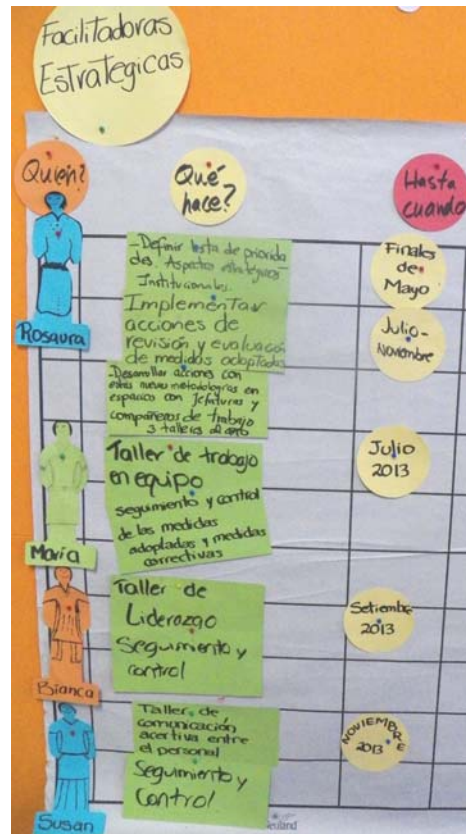 Facilitadoras
Estrategicas
Quién?
Qué
hace?
Hasta
cuando
Rosaura
-Definir lista de priorida
des. Aspectos estratégicos
Institucionales.
Implementar
acciones de
revisión y evaluación
de medidas adoptadas
-Desarrollar acciones con
estas nuevas metodologías en
espacio con Jefaturas y
compañeros de trabajo
3 talleres al año
Finales
de
Mayo
Julio-
Noviembre
María
Taller de trabajo
en equipo
seguimiento y control
de las medidas
adoptadas y medidas
correctivas
Julio
2013
Bianca
Taller de
Liderazgo
Seguimiento y
control
Setiembre
2013
Susan
Taller de
comunicación
acertiva entre
el personal
Seguimiento y
Control
NOVIEMBRE
2013